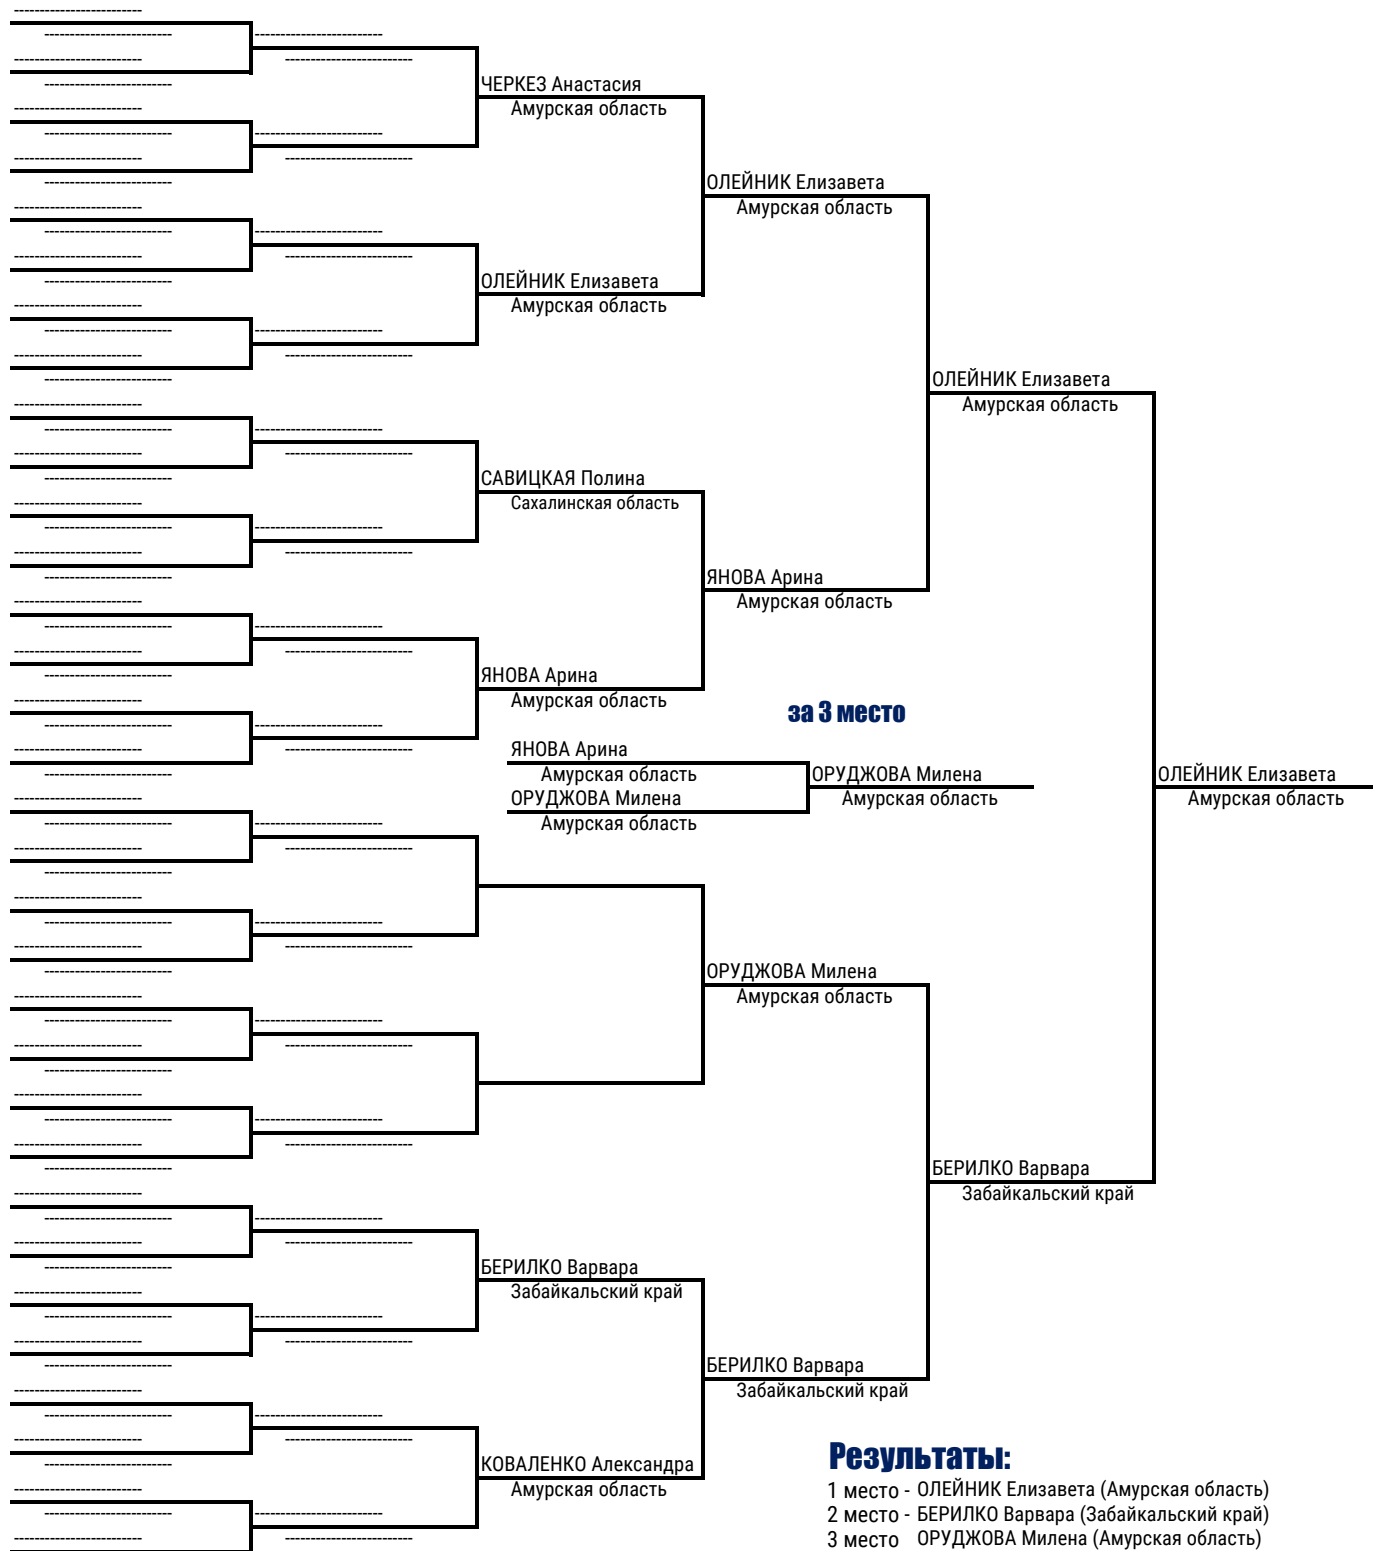 ЧЕРКЕЗ Анастасия
Амурская область
ОЛЕЙНИК Елизавета
Амурская область
ОЛЕЙНИК Елизавета
Амурская область
ОЛЕЙНИК Елизавета
Амурская область
САВИЦКАЯ Полина
Сахалинская область
ЯНОВА Арина
Амурская область
ЯНОВА Арина
Амурская область
за 3 место
ЯНОВА Арина
Амурская область
ОРУДЖОВА Милена
Амурская область
ОРУДЖОВА Милена
Амурская область
ОЛЕЙНИК Елизавета
Амурская область
ОРУДЖОВА Милена
Амурская область
БЕРИЛКО Варвара
Забайкальский край
БЕРИЛКО Варвара
Забайкальский край
БЕРИЛКО Варвара
Забайкальский край
КОВАЛЕНКО Александра
Амурская область
Результаты:
1 место - ОЛЕЙНИК Елизавета (Амурская область)
2 место - БЕРИЛКО Варвара (Забайкальский край)
3 место ОРУДЖОВА Милена (Амурская область)